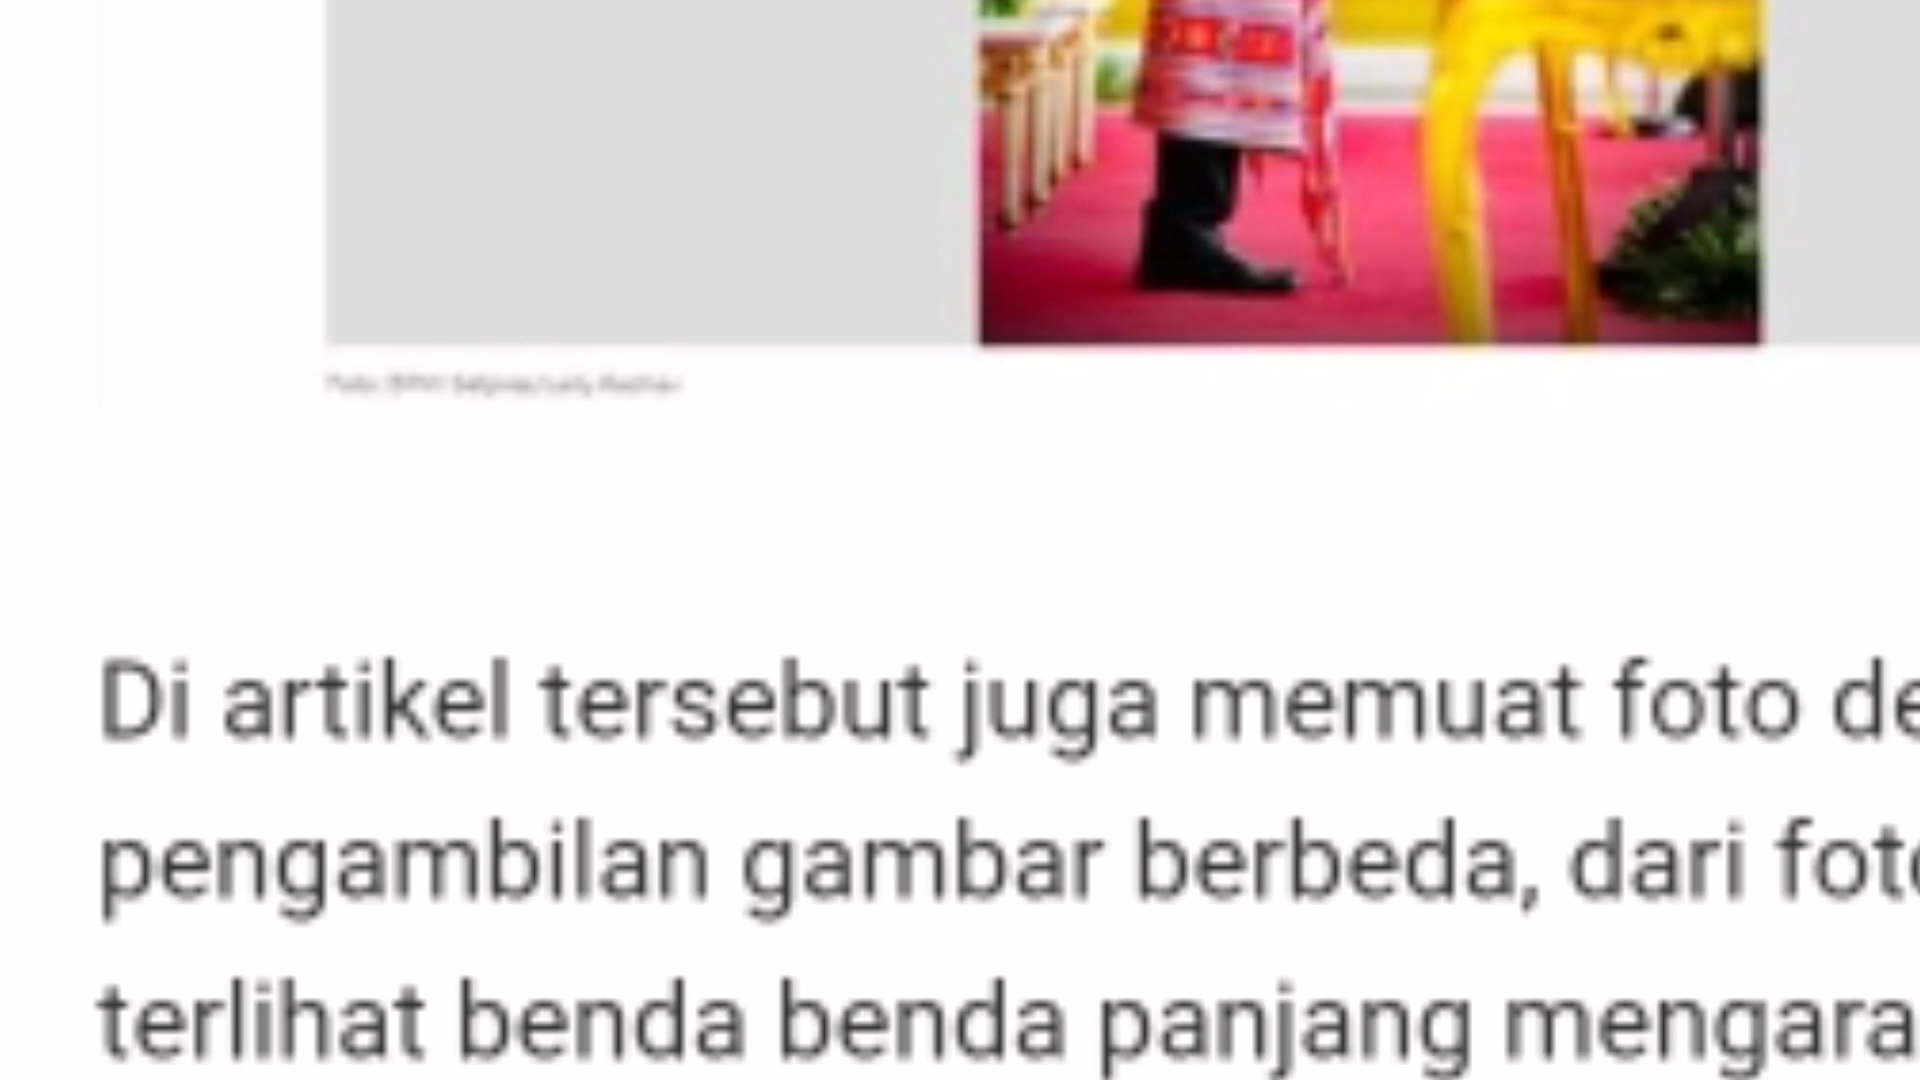 Di artikel tersebut juga memuat foto de
pengambilan gambar berbeda, dari foto
terlihat benda benda panjang mengara